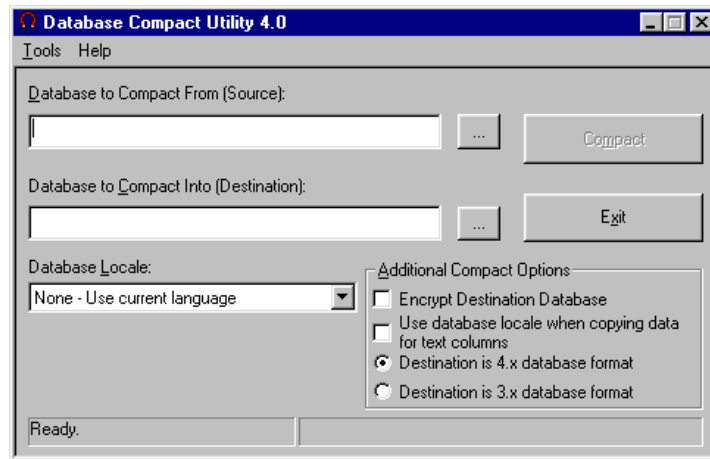 Database Compact Utility 4.0
Tools Help
Database to Compact From (Source):
...
Compact
Database to Compact Into (Destination):
...
Exit
Database Locale:
None - Use current language
Additional Compact Options
Encrypt Destination Database
Use database locale when copying data
for text columns
Destination is 4.x database format
Destination is 3.x database format
Ready.